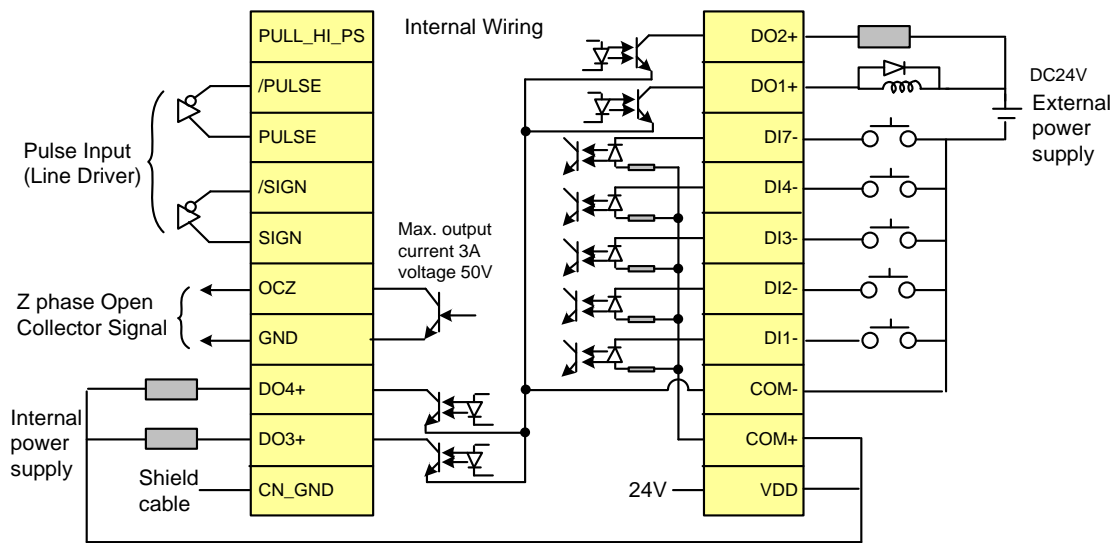 Internal Wiring
PULL_HI_PS
/PULSE
PULSE
/SIGN
SIGN
OCZ
GND
DO4+
DO3+
CN_GND
Pulse Input
(Line Driver)
Z phase Open
Collector Signal
Internal
power
supply
Shield
cable
Max. output
current 3A
voltage 50V
DO2+
DO1+
DI7-
DI4-
DI3-
DI2-
DI1-
COM-
COM+
VDD
24V
DC24V
External
power
supply